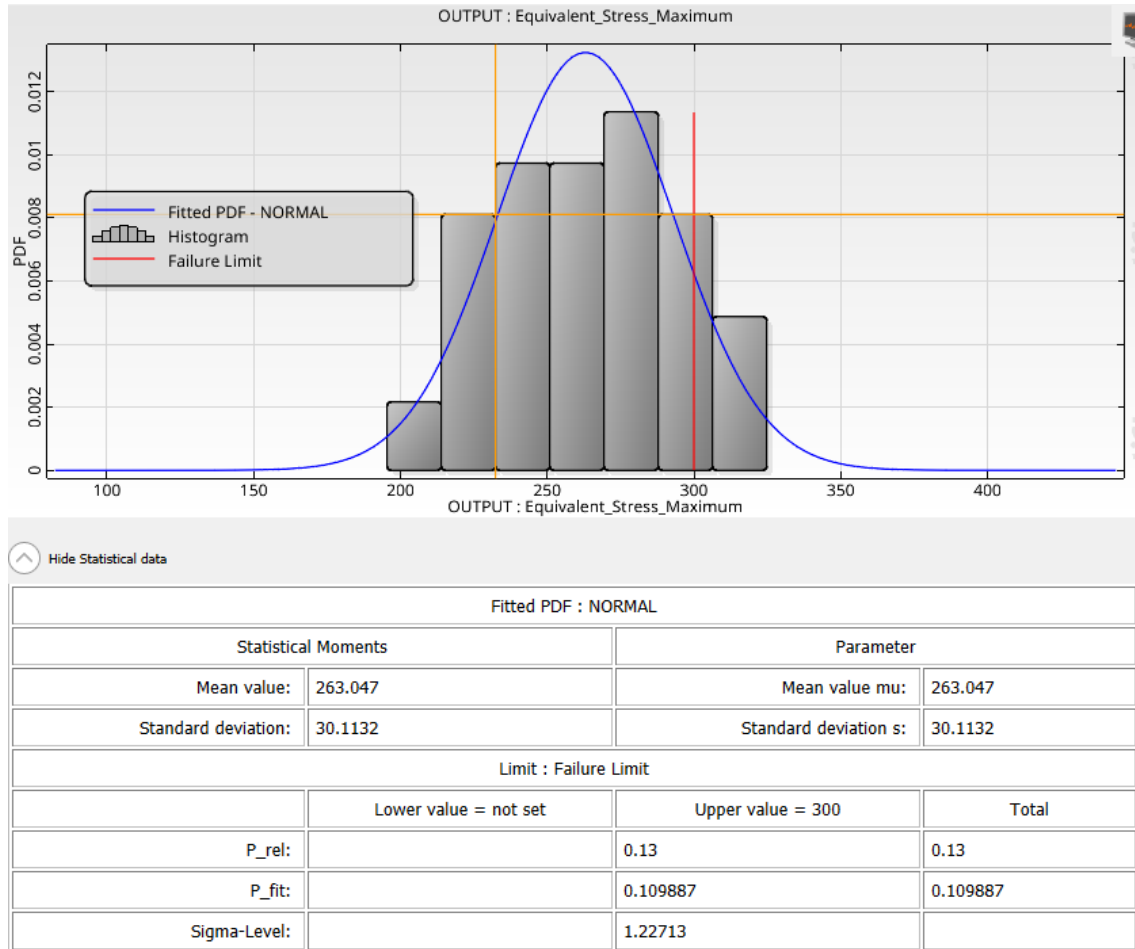 OUTPUT : Equivalent_Stress_Maximum
0.012
0.01
0.008
0.006
0.004
0.002
0
PDF
Fitted PDF - NORMAL
Histogram
Failure Limit
100 150 200 250 300 350 400
OUTPUT : Equivalent_Stress_Maximum
Hide Statistical data
Fitted PDF : NORMAL
Statistical Moments Parameter
Mean value: 263.047 Mean value mu: 263.047
Standard deviation: 30.1132 Standard deviation s: 30.1132
Limit : Failure Limit
Lower value = not set Upper value = 300 Total
P_rel: 0.13 0.13
P_fit: 0.109887 0.109887
Sigma-Level: 1.22713